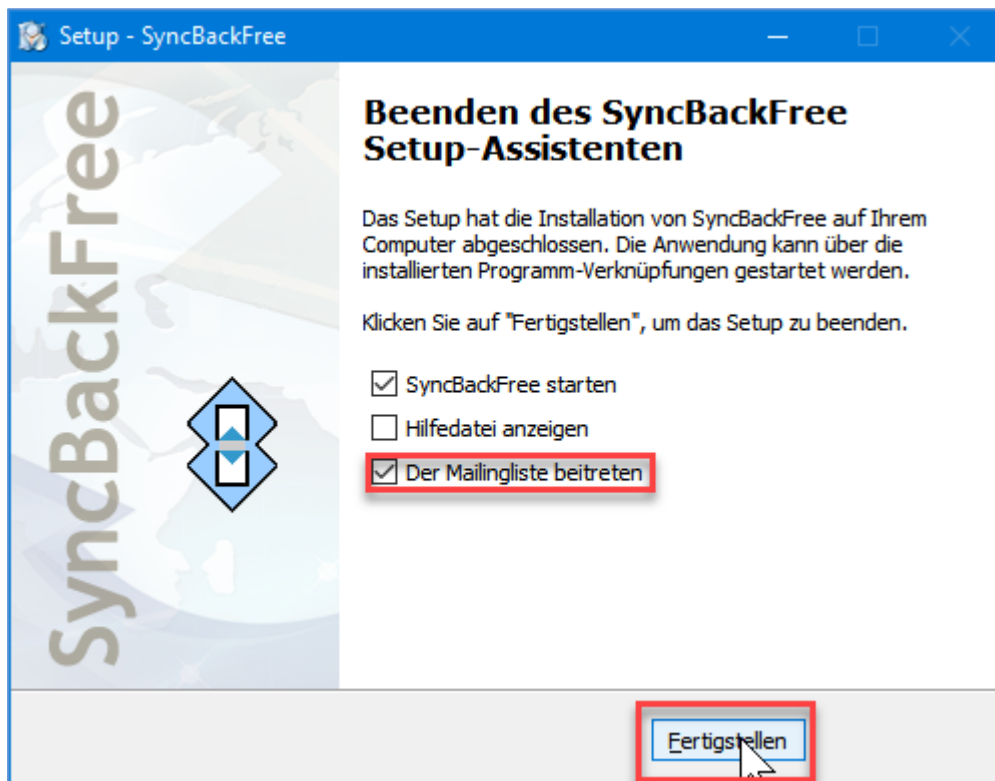 Setup - SyncBackFree
SyncBackFree
Beenden des SyncBackFree
Setup-Assistenten
Das Setup hat die Installation von SyncBackFree auf Ihrem
Computer abgeschlossen. Die Anwendung kann über die
installierten Programm-Verknüpfungen gestartet werden.
Klicken Sie auf "Fertigstellen", um das Setup zu beenden.
SyncBackFree starten
Hilfedatei anzeigen
Der Mailingliste beitreten
Fertigstellen